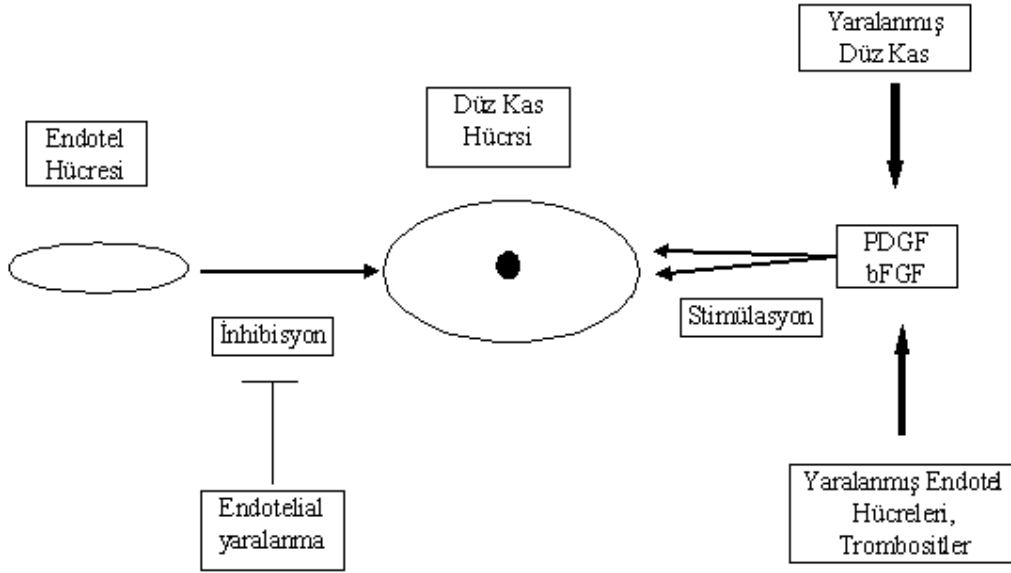 Yaralanmış
Düz Kas
Düz Kas
Hücrsi
Endotel
Hücresi
PDGF
bFGF
Stimülasyon
İnhibisyon
Endotelial
yaralanma
Yaralanmış Endotel
Hücreleri,
Trombositler